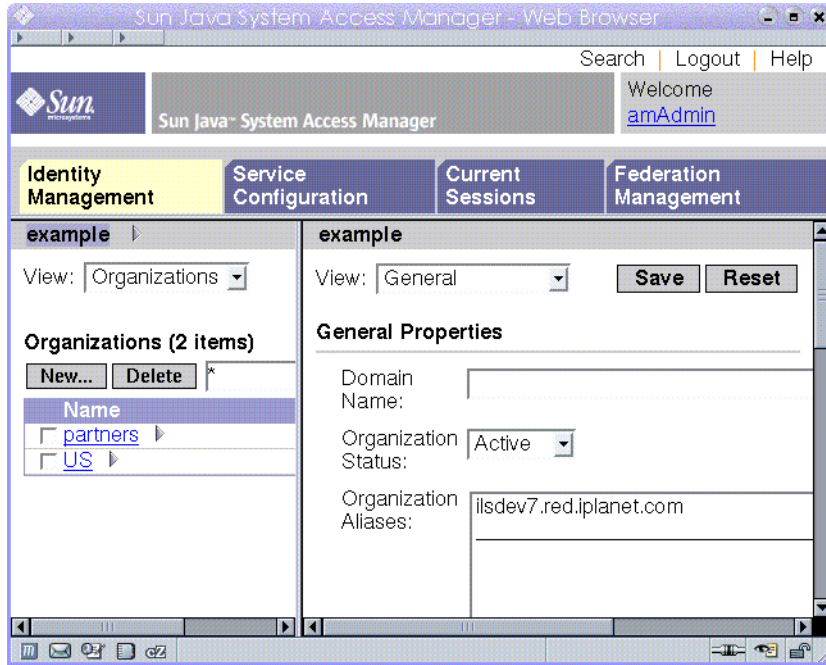 Sun Java System Access Manager - Web Browser
Search | Logout | Help
Sun
microsystems
Sun Java™ System Access Manager
Welcome
amAdmin
Identity
Management
Service
Configuration
Current
Sessions
Federation
Management
example
View: Organizations
Organizations (2 items)
New... Delete *
Name
partners
US
example
View: General Save Reset
General Properties
Domain
Name:
Organization
Status: Active
Organization
Aliases: ilsdev7.red.iplanet.com